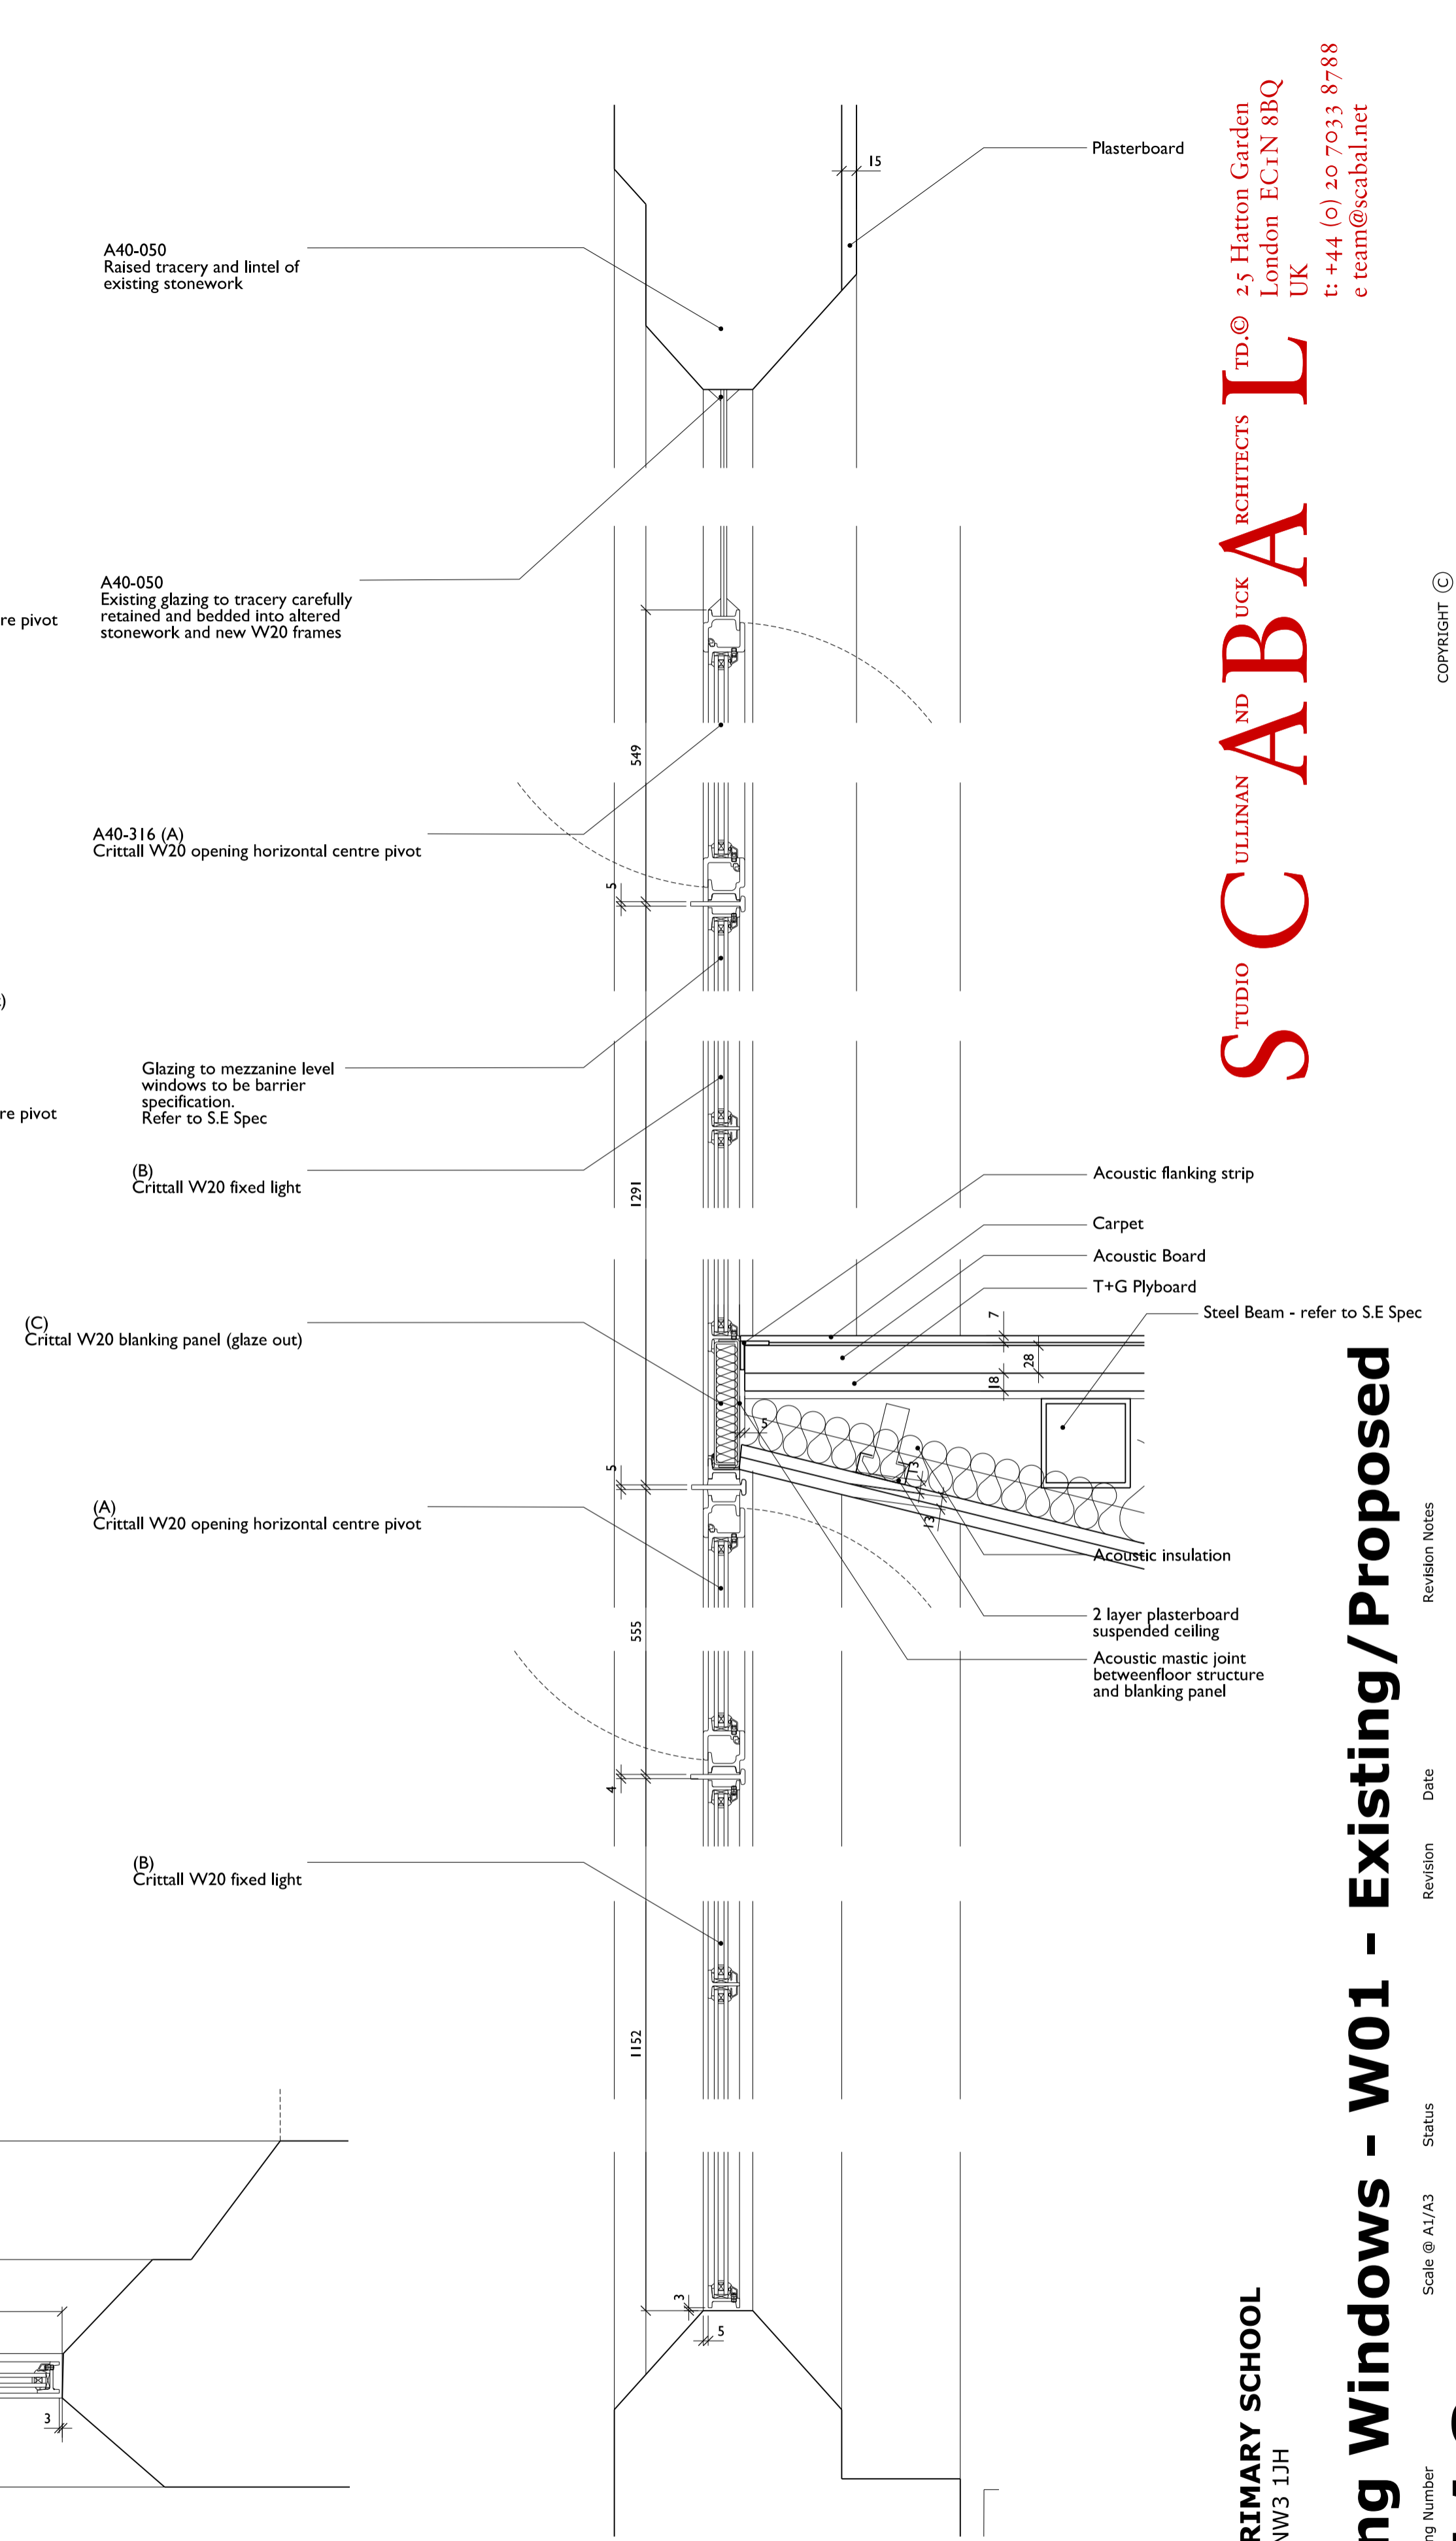 Plasterboard
15
A40-050
Raised tracery and lintel of
existing stonework
A40-050
Existing glazing to tracery carefully
retained and bedded into altered
stonework and new W20 frames
re pivot
549
A40-316 (A)
Crittall W20 opening horizontal centre pivot
5
)
Glazing to mezzanine level
windows to be barrier
specification.
Refer to S.E Spec
re pivot
(B)
Crittall W20 fixed light
1291
Acoustic flanking strip
Carpet
Acoustic Board
T+G Plyboard
Steel Beam - refer to S.E Spec
7
28
18
(C)
Crittal W20 blanking panel (glaze out)
5
5
13
13
(A)
Crittall W20 opening horizontal centre pivot
Acoustic insulation
2 layer plasterboard
suspended ceiling
Acoustic mastic joint
betweenfloor structure
and blanking panel
555
4
(B)
Crittall W20 fixed light
1152
3
5
3
STUDIO CULLINAN AND BUCK ARCHITECTS LTD.©
25 Hatton Garden
London EC1N 8BQ
UK
t: +44 (0) 20 7033 8788
e team@scabal.net
COPYRIGHT ©
RIMARY SCHOOL
NW3 1JH
ng Windows - W01 - Existing/Proposed
ng Number
Scale @ A1/A3
Status
Revision
Date
Revision Notes